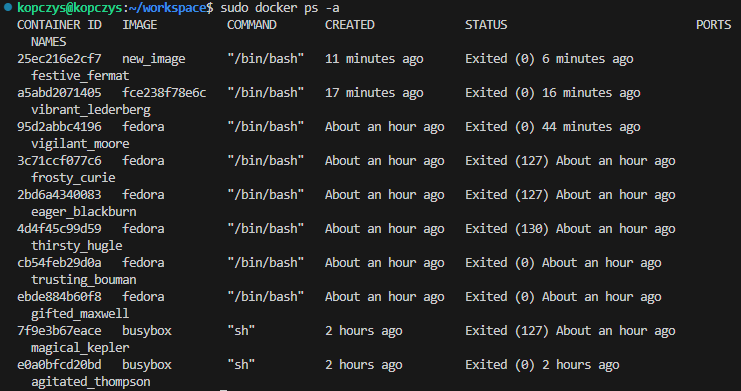 kopczys@kopczys:~/workspace$ sudo docker ps -a
CONTAINER ID   IMAGE          COMMAND       CREATED             STATUS                           PORTS
  NAMES
25ec216e2cf7   new_image      "/bin/bash"   11 minutes ago      Exited (0) 6 minutes ago
  festive_fermat
a5abd2071405   fce238f78e6c   "/bin/bash"   17 minutes ago      Exited (0) 16 minutes ago
  vibrant_lederberg
95d2abbc4196   fedora         "/bin/bash"   About an hour ago   Exited (0) 44 minutes ago
  vigilant_moore
3c71ccf077c6   fedora         "/bin/bash"   About an hour ago   Exited (127) About an hour ago
  frosty_curie
2bd6a4340083   fedora         "/bin/bash"   About an hour ago   Exited (127) About an hour ago
  eager_blackburn
4d4f45c99d59   fedora         "/bin/bash"   About an hour ago   Exited (130) About an hour ago
  thirsty_hugle
cb54feb29d0a   fedora         "/bin/bash"   About an hour ago   Exited (0) About an hour ago
  trusting_bouman
ebde884b60f8   fedora         "/bin/bash"   About an hour ago   Exited (0) About an hour ago
  gifted_maxwell
7f9e3b67eace   busybox        "sh"          2 hours ago         Exited (127) About an hour ago
  magical_kepler
e0a0bfcd20bd   busybox        "sh"          2 hours ago         Exited (0) 2 hours ago
  agitated_thompson